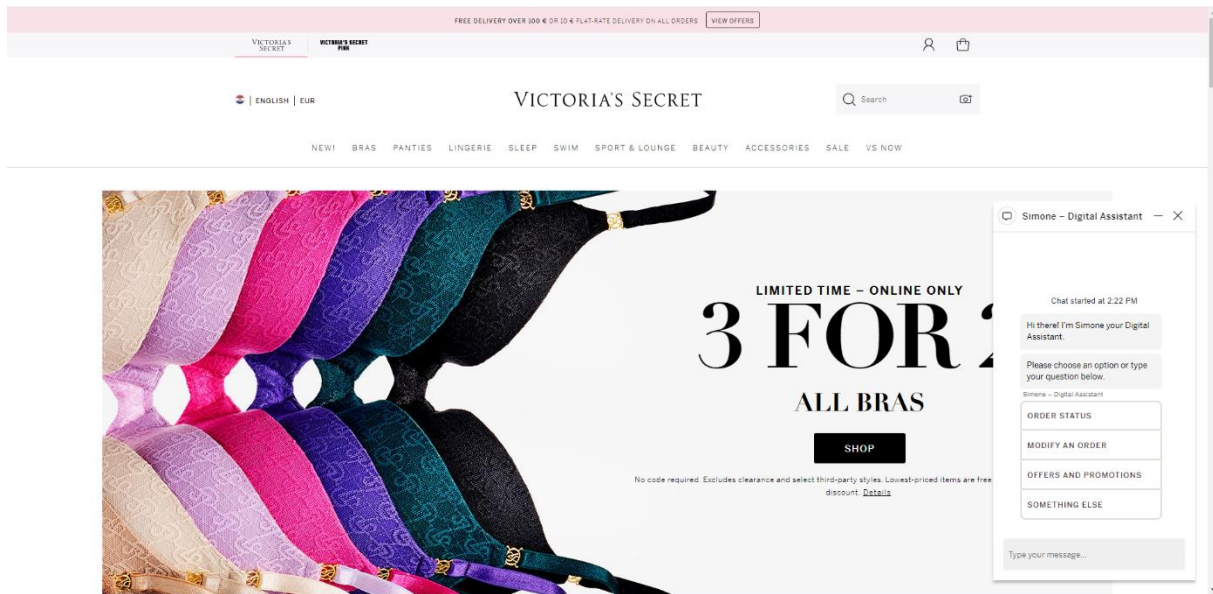 FREE DELIVERY OVER 100 € OR 10 € FLAT-RATE DELIVERY ON ALL ORDERS VIEW OFFERS
VICTORIA'S SECRET
VICTORIA'S SECRET PINK
ENGLISH | EUR
VICTORIA'S SECRET
Search
NEW! BRAS PANTIES LINGERIE SLEEP SWIM SPORT & LOUNGE BEAUTY ACCESSORIES SALE VS NOW
LIMITED TIME – ONLINE ONLY
3 FOR
ALL BRAS
SHOP
No code required. Excludes clearance and select third-party styles. Lowest-priced items are free
discount. Details
Simone – Digital Assistant
Chat started at 2:22 PM
Hi there! I'm Simone your Digital
Assistant.
Please choose an option or type
your question below.
Simone – Digital Assistant
ORDER STATUS
MODIFY AN ORDER
OFFERS AND PROMOTIONS
SOMETHING ELSE
Type your message...